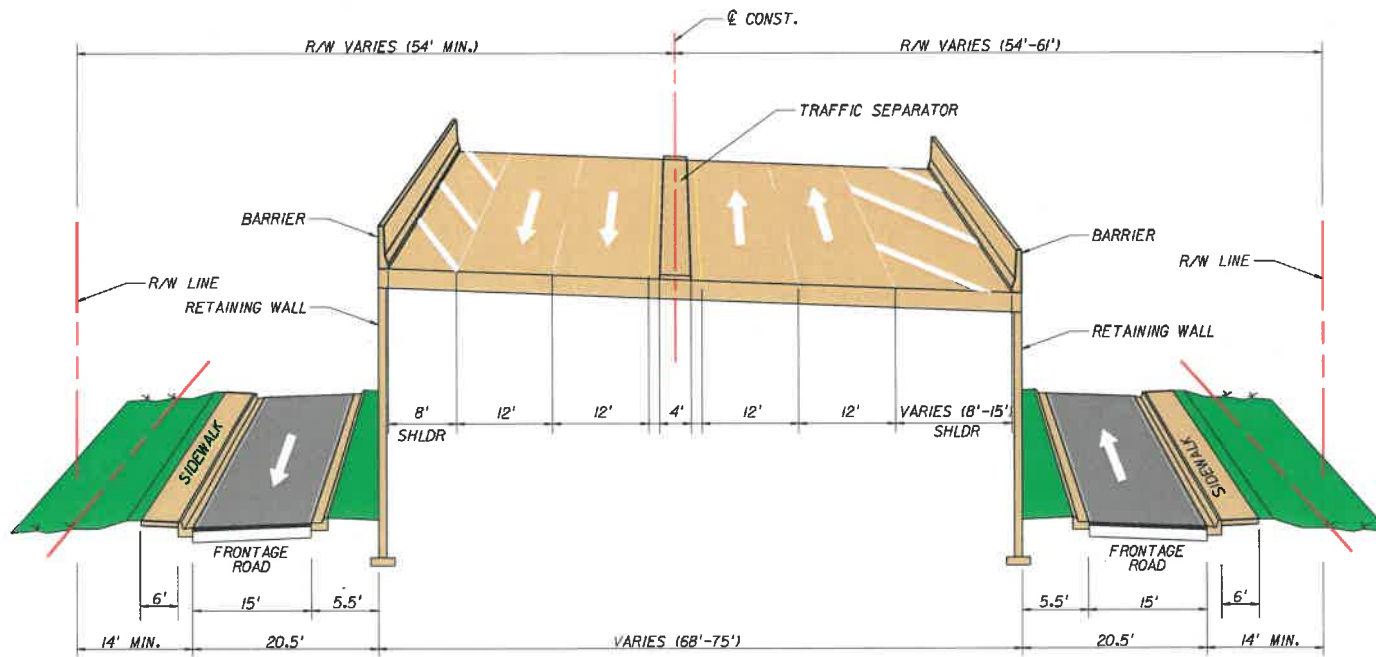 ℄ CONST.
R/W VARIES (54' MIN.)
R/W VARIES (54'-61')
TRAFFIC SEPARATOR
BARRIER
BARRIER
R/W LINE
R/W LINE
RETAINING WALL
RETAINING WALL
8'
12'
12'
4'
12'
12'
VARIES (8'-15')
SHLDR
SHLDR
SIDEWALK
SIDEWALK
FRONTAGE
ROAD
FRONTAGE
ROAD
6'
15'
5.5'
5.5'
15'
6'
14' MIN.
20.5'
VARIES (68'-75')
20.5'
14' MIN.